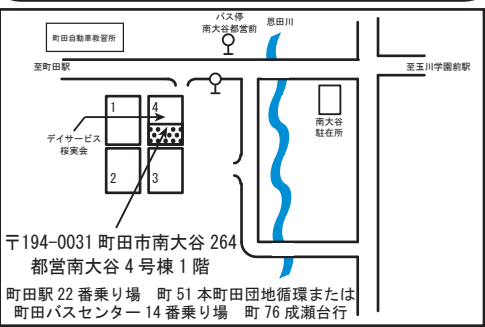 バス停
南大谷都営前
恩田川
町田自動車教習所
至町田駅
至玉川学園前駅
1
4
南大谷
駐在所
デイサービス
桜実会
2
3
〒194-0031 町田市南大谷 264
都営南大谷 4 号棟 1 階
町田駅 22 番乗り場　町 51 本町田団地循環または
町田バスセンター 14 番乗り場　町 76 成瀬台行